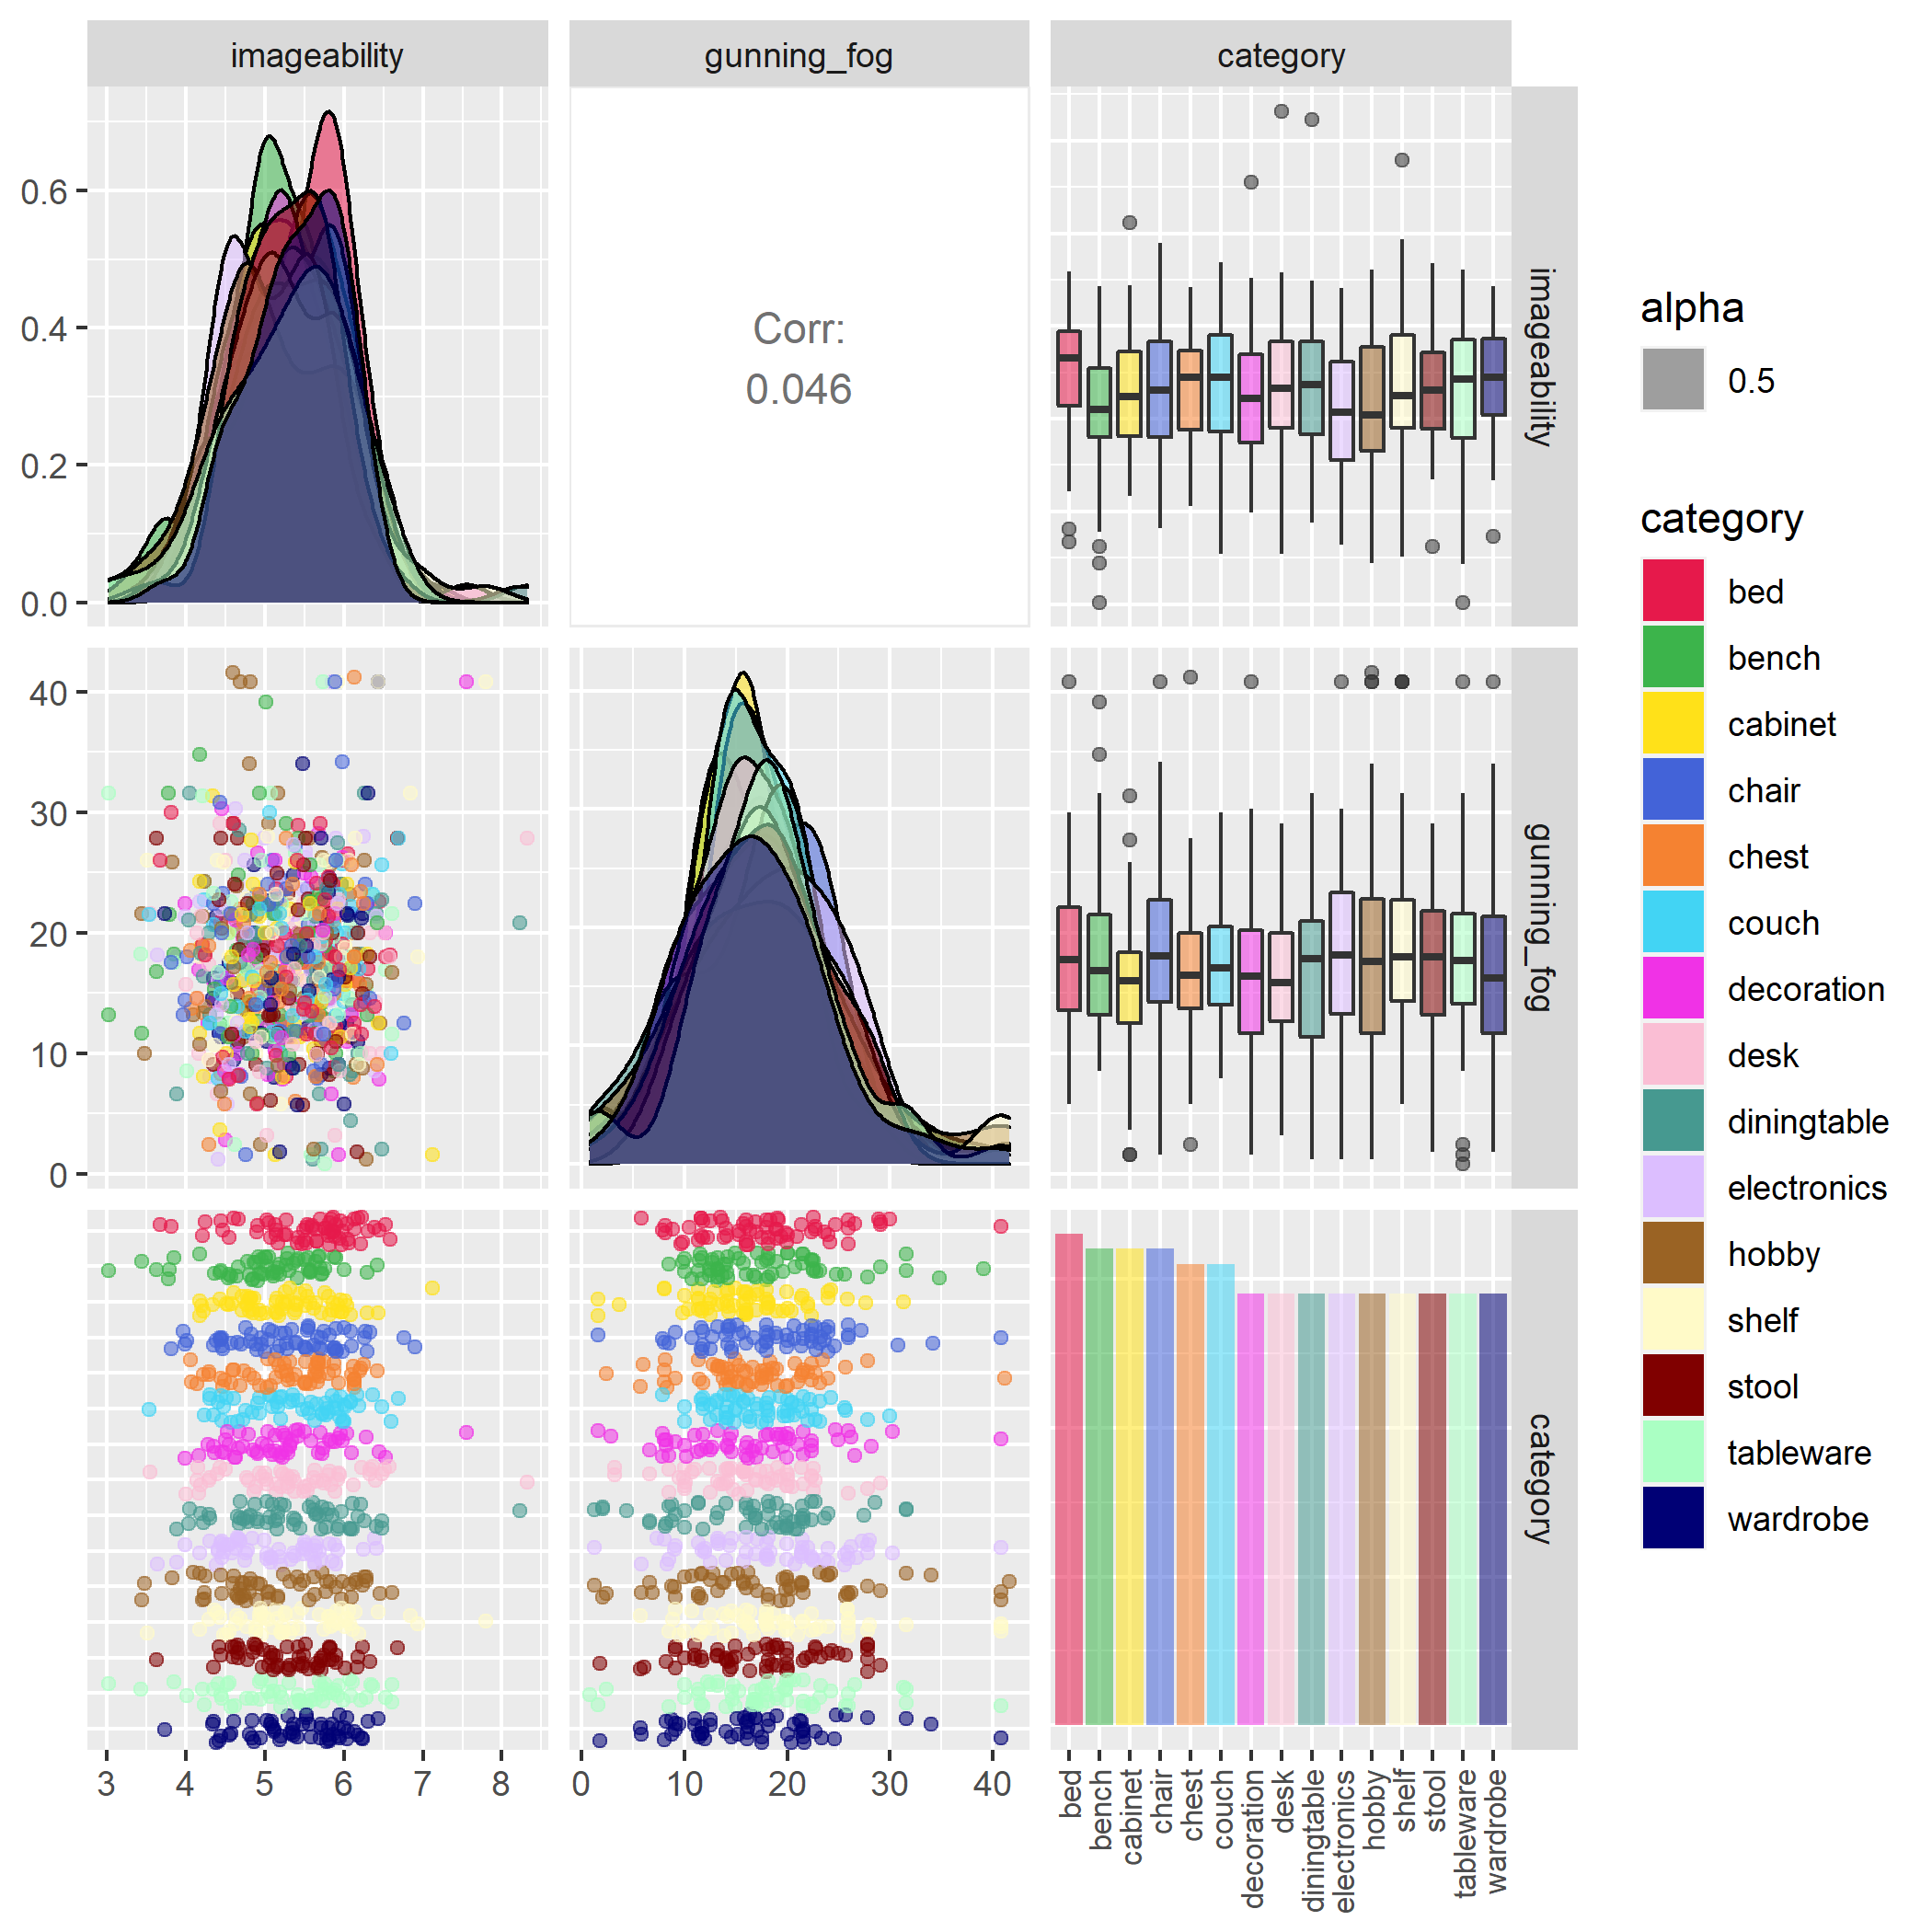 imageability
gunning_fog
category
0.6
0.4
0.2
0.0
Corr:
0.046
imageability
40
30
20
10
0
gunning_fog
category
3 4 5 6 7 8
0 10 20 30 40
bed
bench
cabinet
chair
chest
couch
decoration
desk
diningtable
electronics
hobby
shelf
stool
tableware
wardrobe
alpha
0.5
category
bed
bench
cabinet
chair
chest
couch
decoration
desk
diningtable
electronics
hobby
shelf
stool
tableware
wardrobe